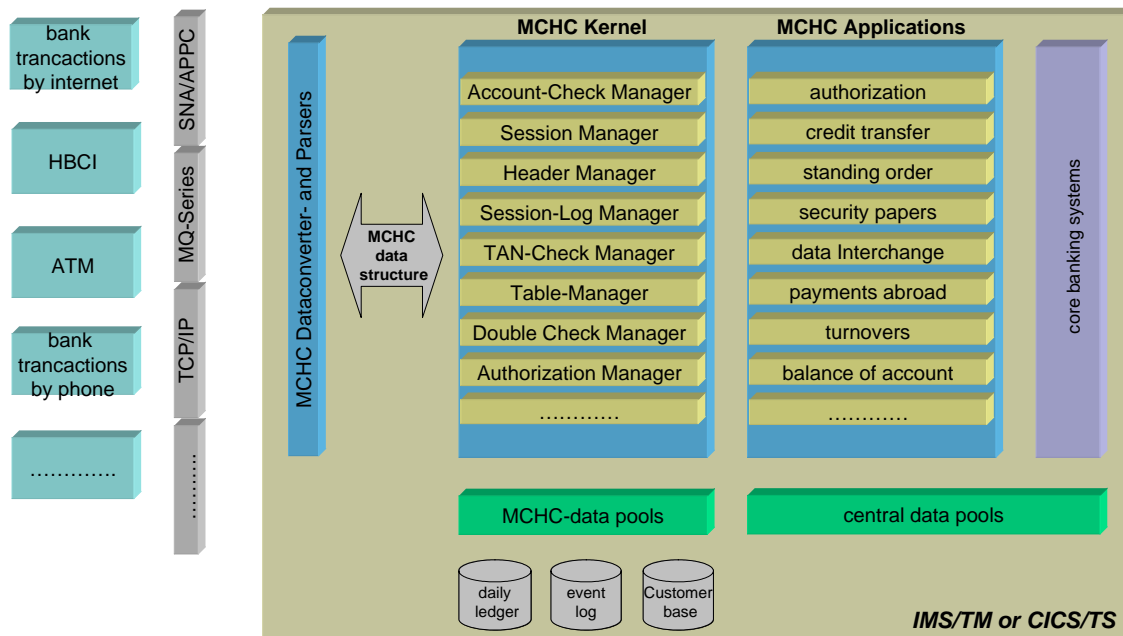 bank
trancactions
by internet
HBCI
ATM
bank
trancactions
by phone
………….
SNA/APPC
MQ-Series
TCP/IP
……….
MCHC Dataconverter- and Parsers
MCHC
data
structure
MCHC Kernel
Account-Check Manager
Session Manager
Header Manager
Session-Log Manager
TAN-Check Manager
Table-Manager
Double Check Manager
Authorization Manager
…………
MCHC Applications
authorization
credit transfer
standing order
security papers
data Interchange
payments abroad
turnovers
balance of account
…………
core banking systems
MCHC-data pools
central data pools
daily
ledger
event
log
Customer
base
IMS/TM or CICS/TS